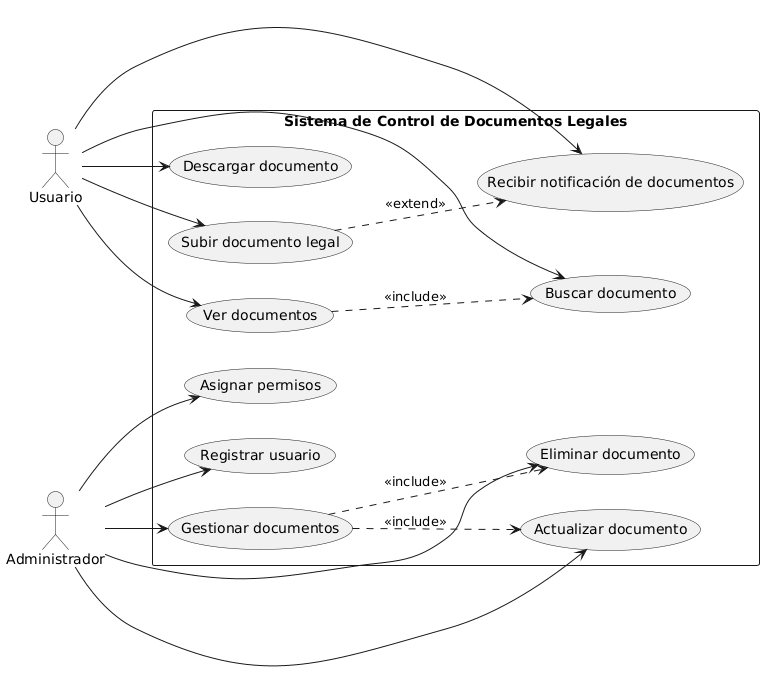 Sistema de Control de Documentos Legales
Usuario
Descargar documento
Recibir notificación de documentos
«extend»
Subir documento legal
Buscar documento
«include»
Ver documentos
Asignar permisos
Registrar usuario
Eliminar documento
«include»
Gestionar documentos
«include»
Actualizar documento
Administrador